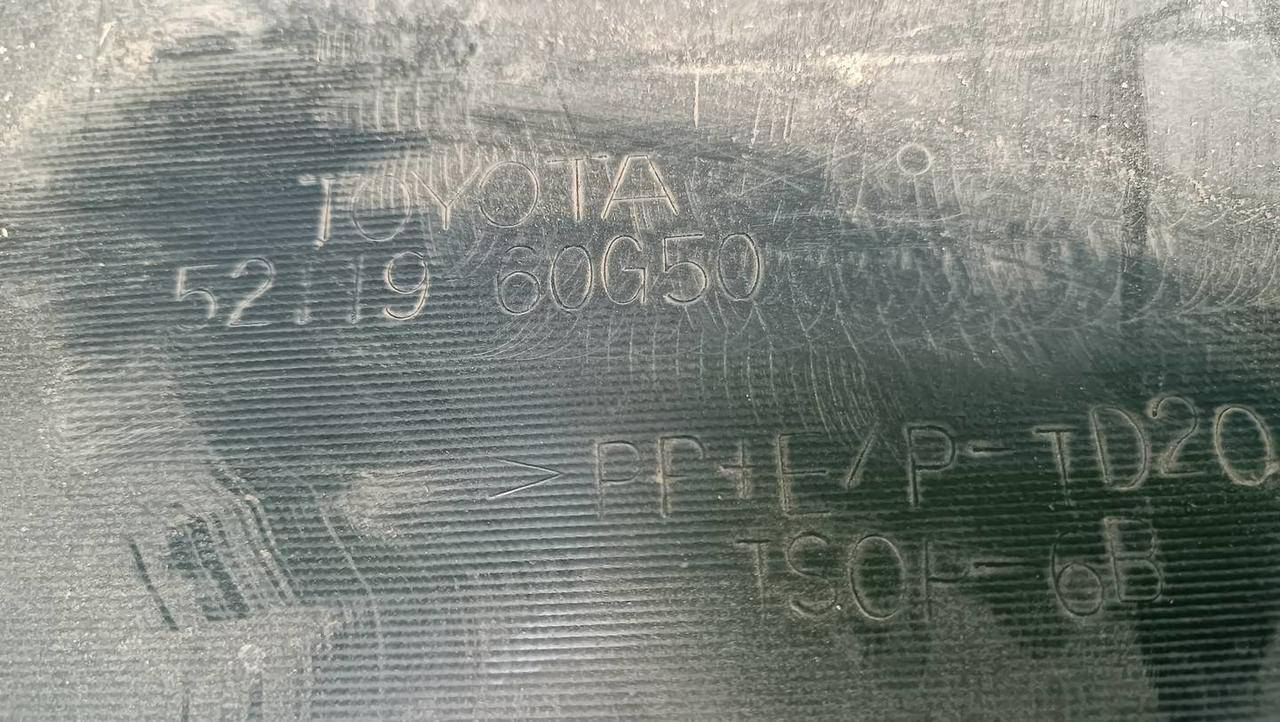 TOYOTA
52119 60G50
>PP+E/P-TD20
TSOP-6B